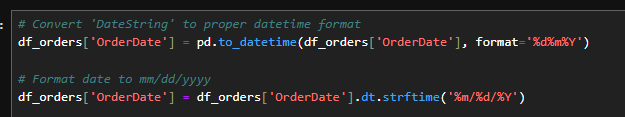 :
# Convert 'DateString' to proper datetime format
df_orders['OrderDate'] = pd.to_datetime(df_orders['OrderDate'], format='%d%m%Y')
# Format date to mm/dd/yyyy
df_orders['OrderDate'] = df_orders['OrderDate'].dt.strftime('%m/%d/%Y')